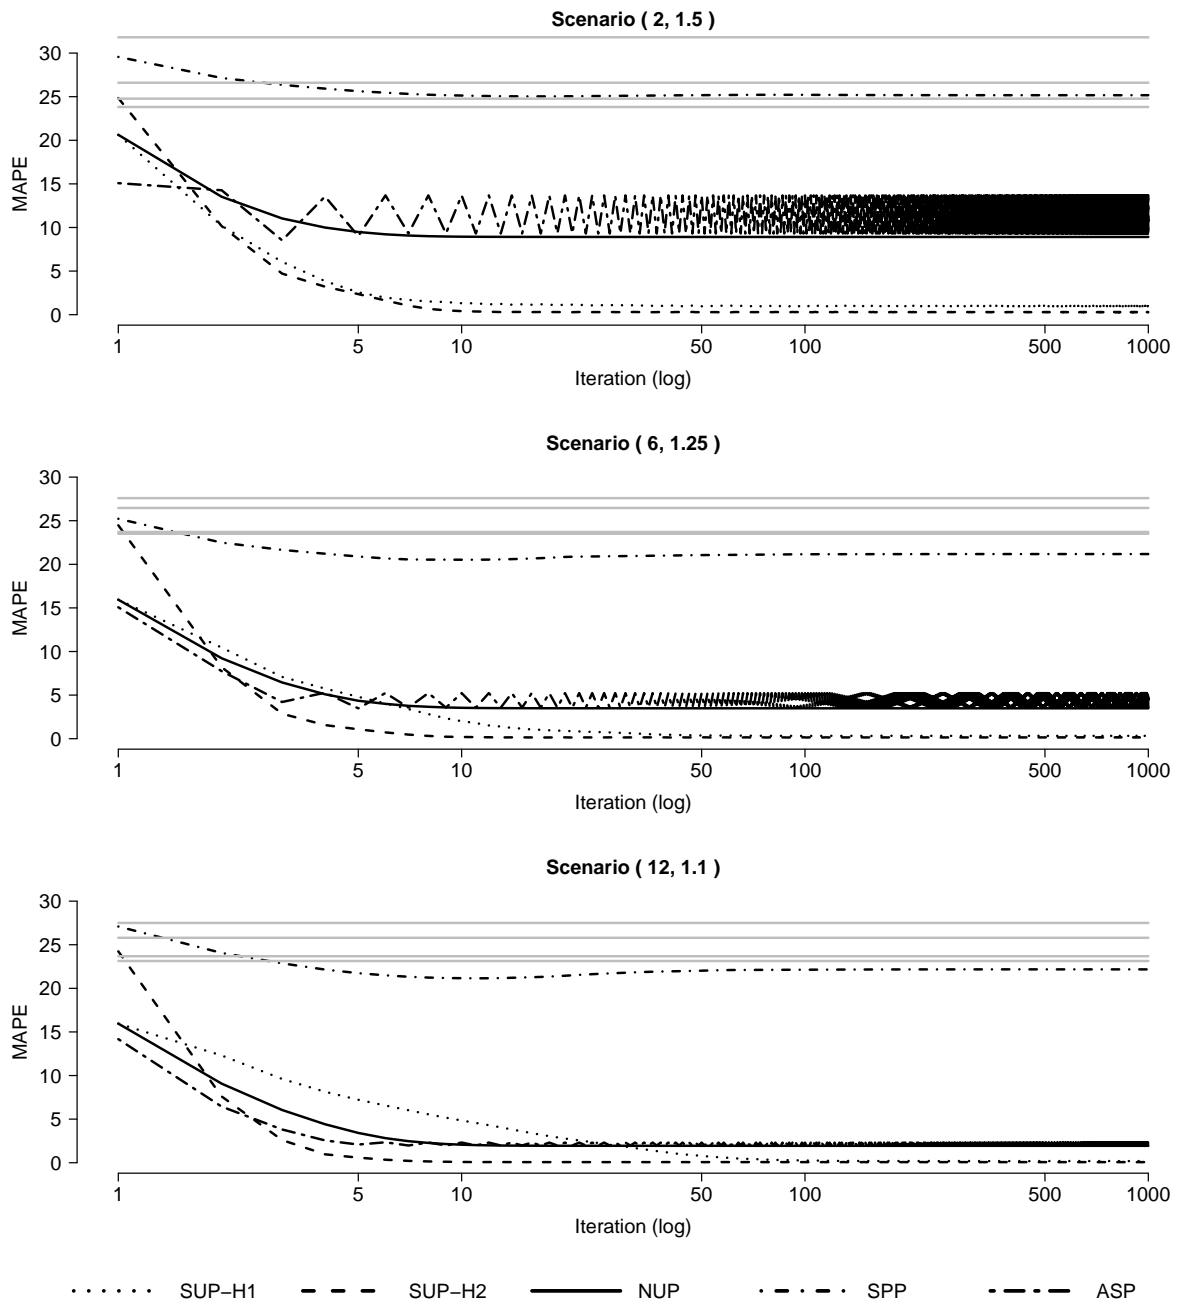 Scenario ( 2, 1.5 )
30
25
20
15
10
5
0
MAPE
1 5 10 50 100 500 1000
Iteration (log)
Scenario ( 6, 1.25 )
30
25
20
15
10
5
0
MAPE
1 5 10 50 100 500 1000
Iteration (log)
Scenario ( 12, 1.1 )
30
25
20
15
10
5
0
MAPE
1 5 10 50 100 500 1000
Iteration (log)
SUP−H1 SUP−H2 NUP SPP ASP